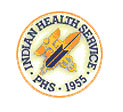 INDIAN HEALTH SERVICE
• PHS • 1955 •